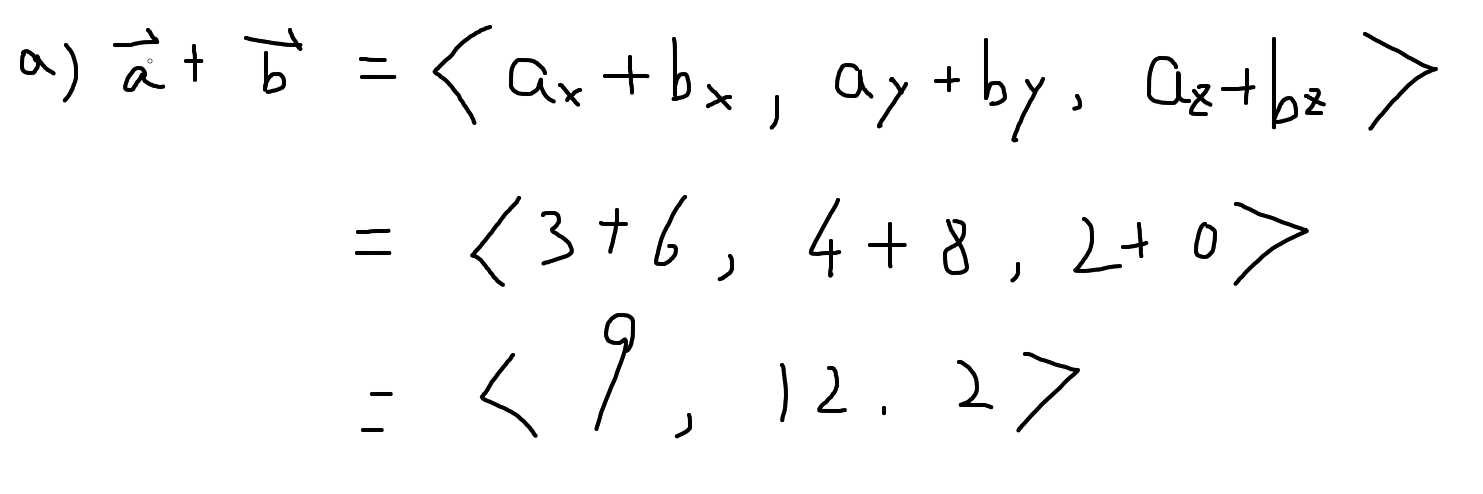 a) $\vec{a} + \vec{b} = \langle a_x + b_x , a_y + b_y , a_z + b_z \rangle$
$= \langle 3 + 6 , 4 + 8 , 2 + 0 \rangle$
$= \langle 9 , 12 . 2 \rangle$